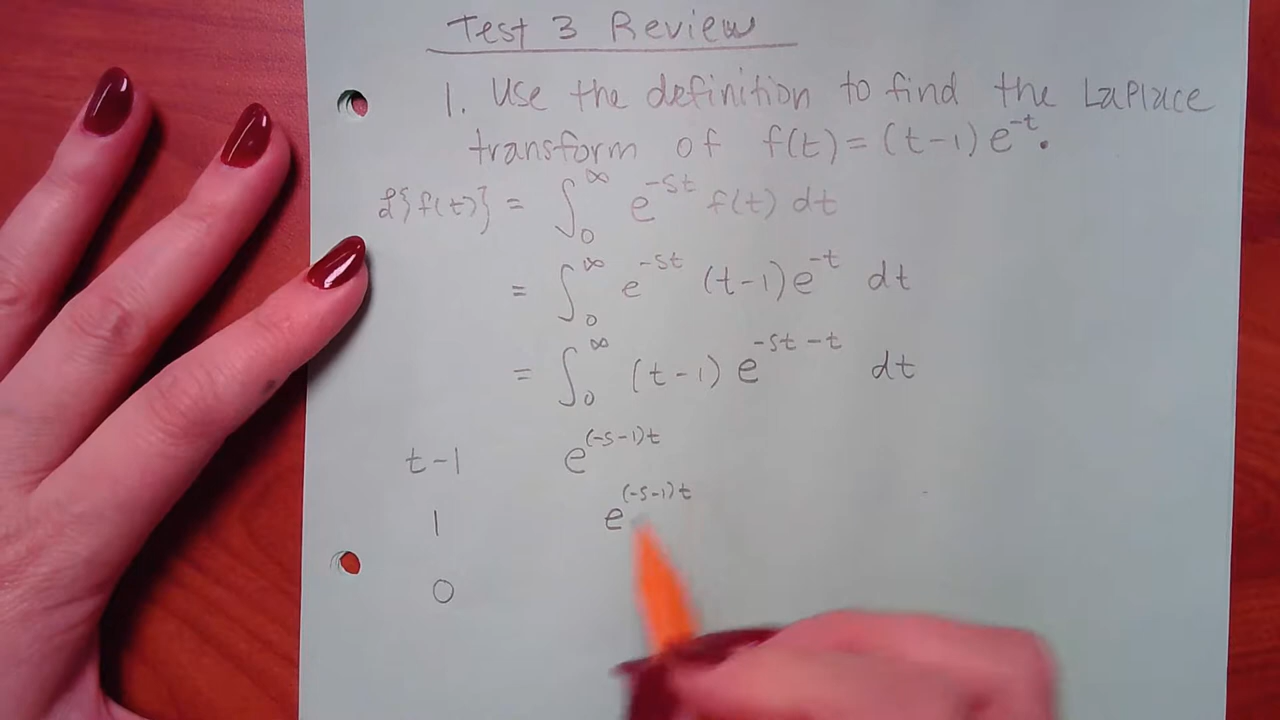 Test 3 Review
1. Use the definition to find the Laplace
transform of f(t) = (t-1) e^{-t}.
ℒ{f(t)} = ∫_0^∞ e^{-st} f(t) dt
= ∫_0^∞ e^{-st} (t-1) e^{-t} dt
= ∫_0^∞ (t-1) e^{-st-t} dt
t-1 e^{(-s-1)t}
1 e^{(-s-1)t}
0